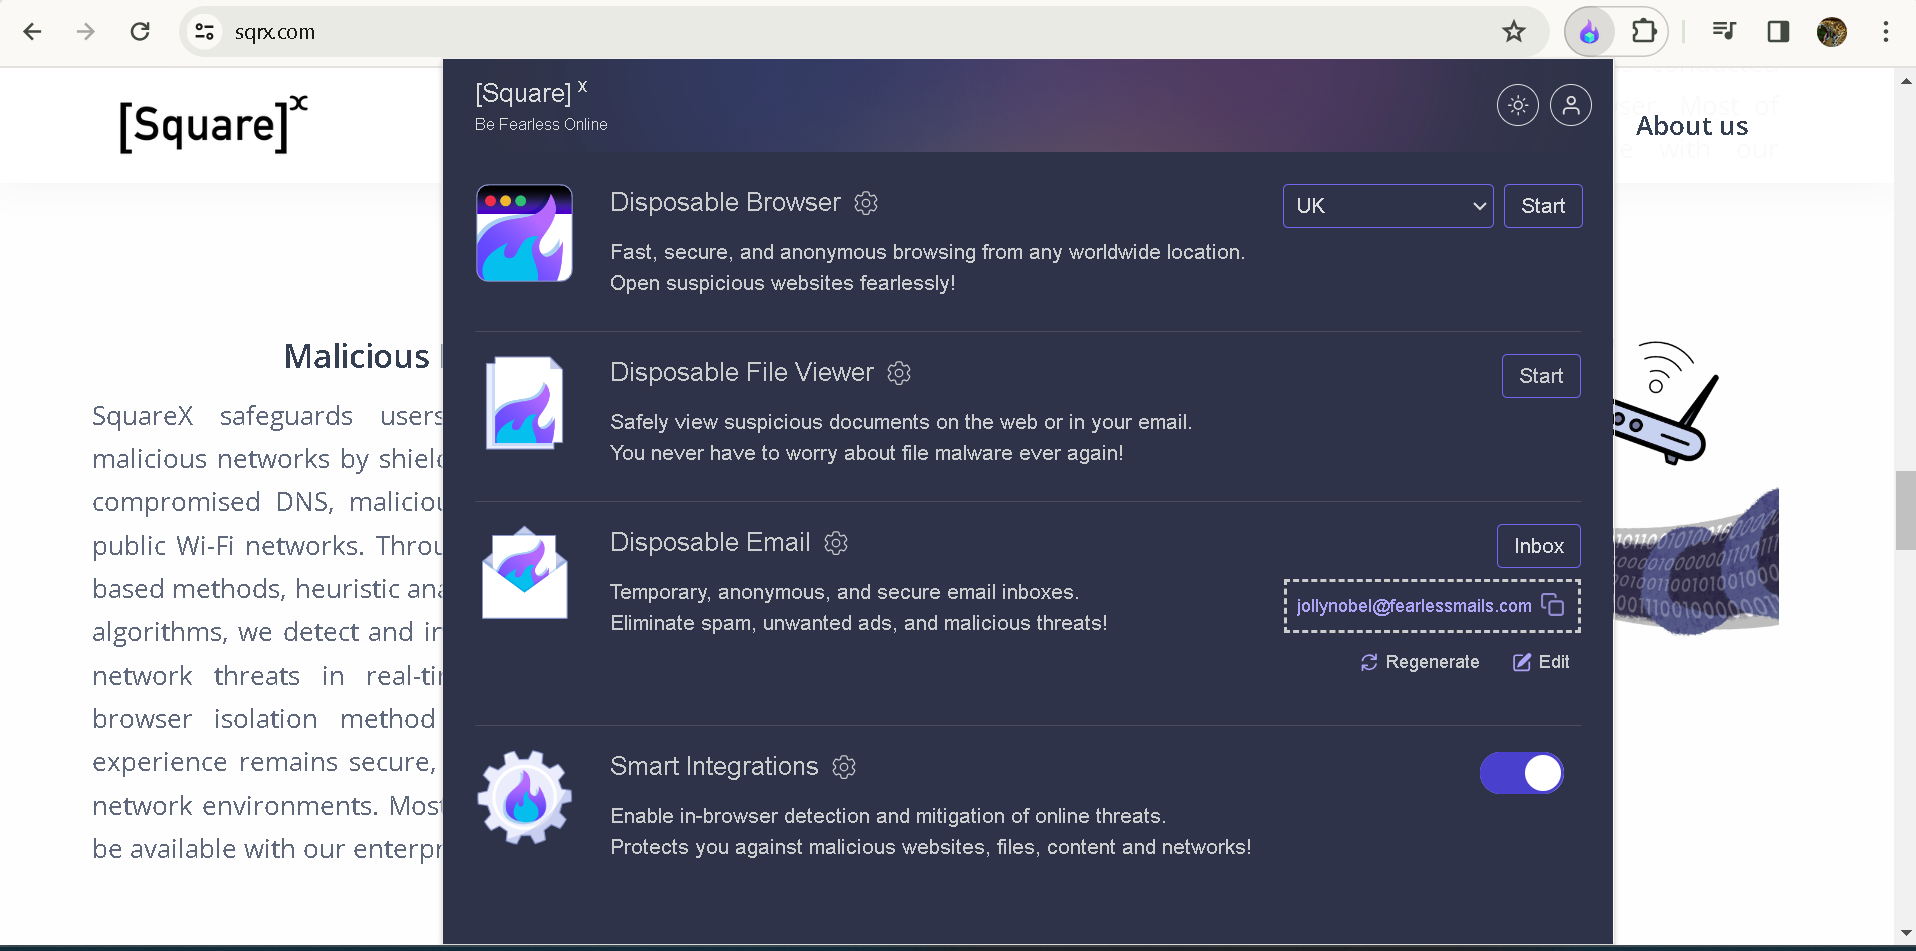 sqrx.com
[Square]x
ser. Most of
About us
e with our
[Square] x
Be Fearless Online
Disposable Browser
UK
Start
Fast, secure, and anonymous browsing from any worldwide location.
Open suspicious websites fearlessly!
Disposable File Viewer
Start
Safely view suspicious documents on the web or in your email.
You never have to worry about file malware ever again!
Disposable Email
Inbox
Temporary, anonymous, and secure email inboxes.
Eliminate spam, unwanted ads, and malicious threats!
jollynobel@fearlessmails.com
Regenerate
Edit
Smart Integrations
Enable in-browser detection and mitigation of online threats.
Protects you against malicious websites, files, content and networks!
Malicious
SquareX safeguards users
malicious networks by shiel
compromised DNS, maliciou
public Wi-Fi networks. Throu
based methods, heuristic ana
algorithms, we detect and ir
network threats in real-tir
browser isolation method
experience remains secure,
network environments. Most
be available with our enterpr